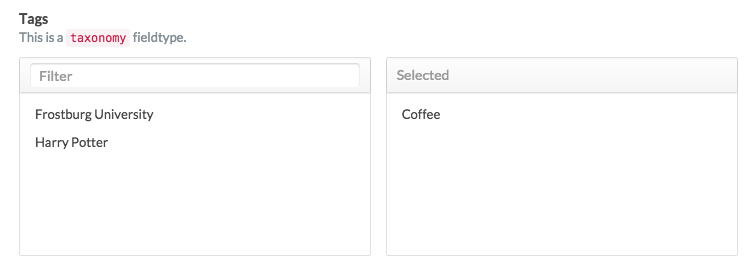 Tags
This is a taxonomy fieldtype.
Filter
Selected
Frostburg University
Coffee
Harry Potter